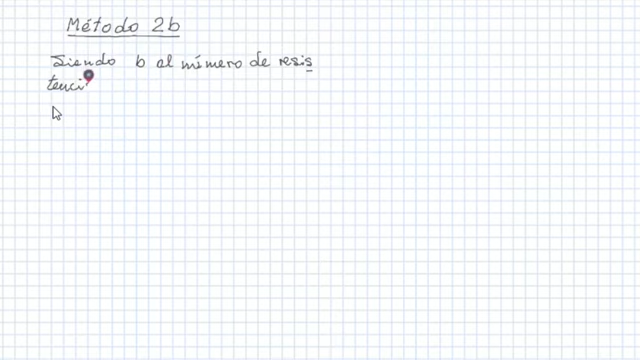 Método 2b
Siendo b al número de resis
tenci